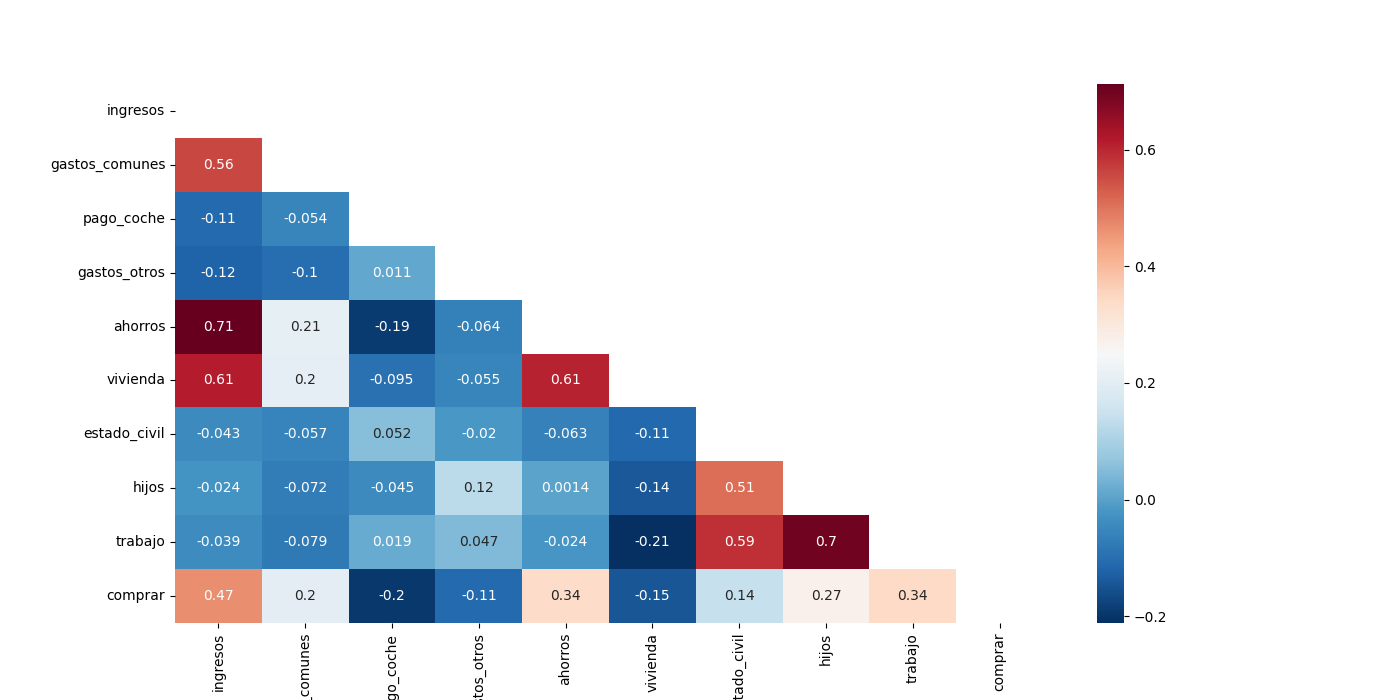 ingresos
gastos_comunes 0.56
pago_coche -0.11 -0.054
gastos_otros -0.12 -0.1 0.011
ahorros 0.71 0.21 -0.19 -0.064
vivienda 0.61 0.2 -0.095 -0.055 0.61
estado_civil -0.043 -0.057 0.052 -0.02 -0.063 -0.11
hijos -0.024 -0.072 -0.045 0.12 0.0014 -0.14 0.51
trabajo -0.039 -0.079 0.019 0.047 -0.024 -0.21 0.59 0.7
comprar 0.47 0.2 -0.2 -0.11 0.34 -0.15 0.14 0.27 0.34
ingresos
_comunes
go_coche
tos_otros
ahorros
vivienda
tado_civil
hijos
trabajo
comprar
0.6
0.4
0.2
0.0
−0.2